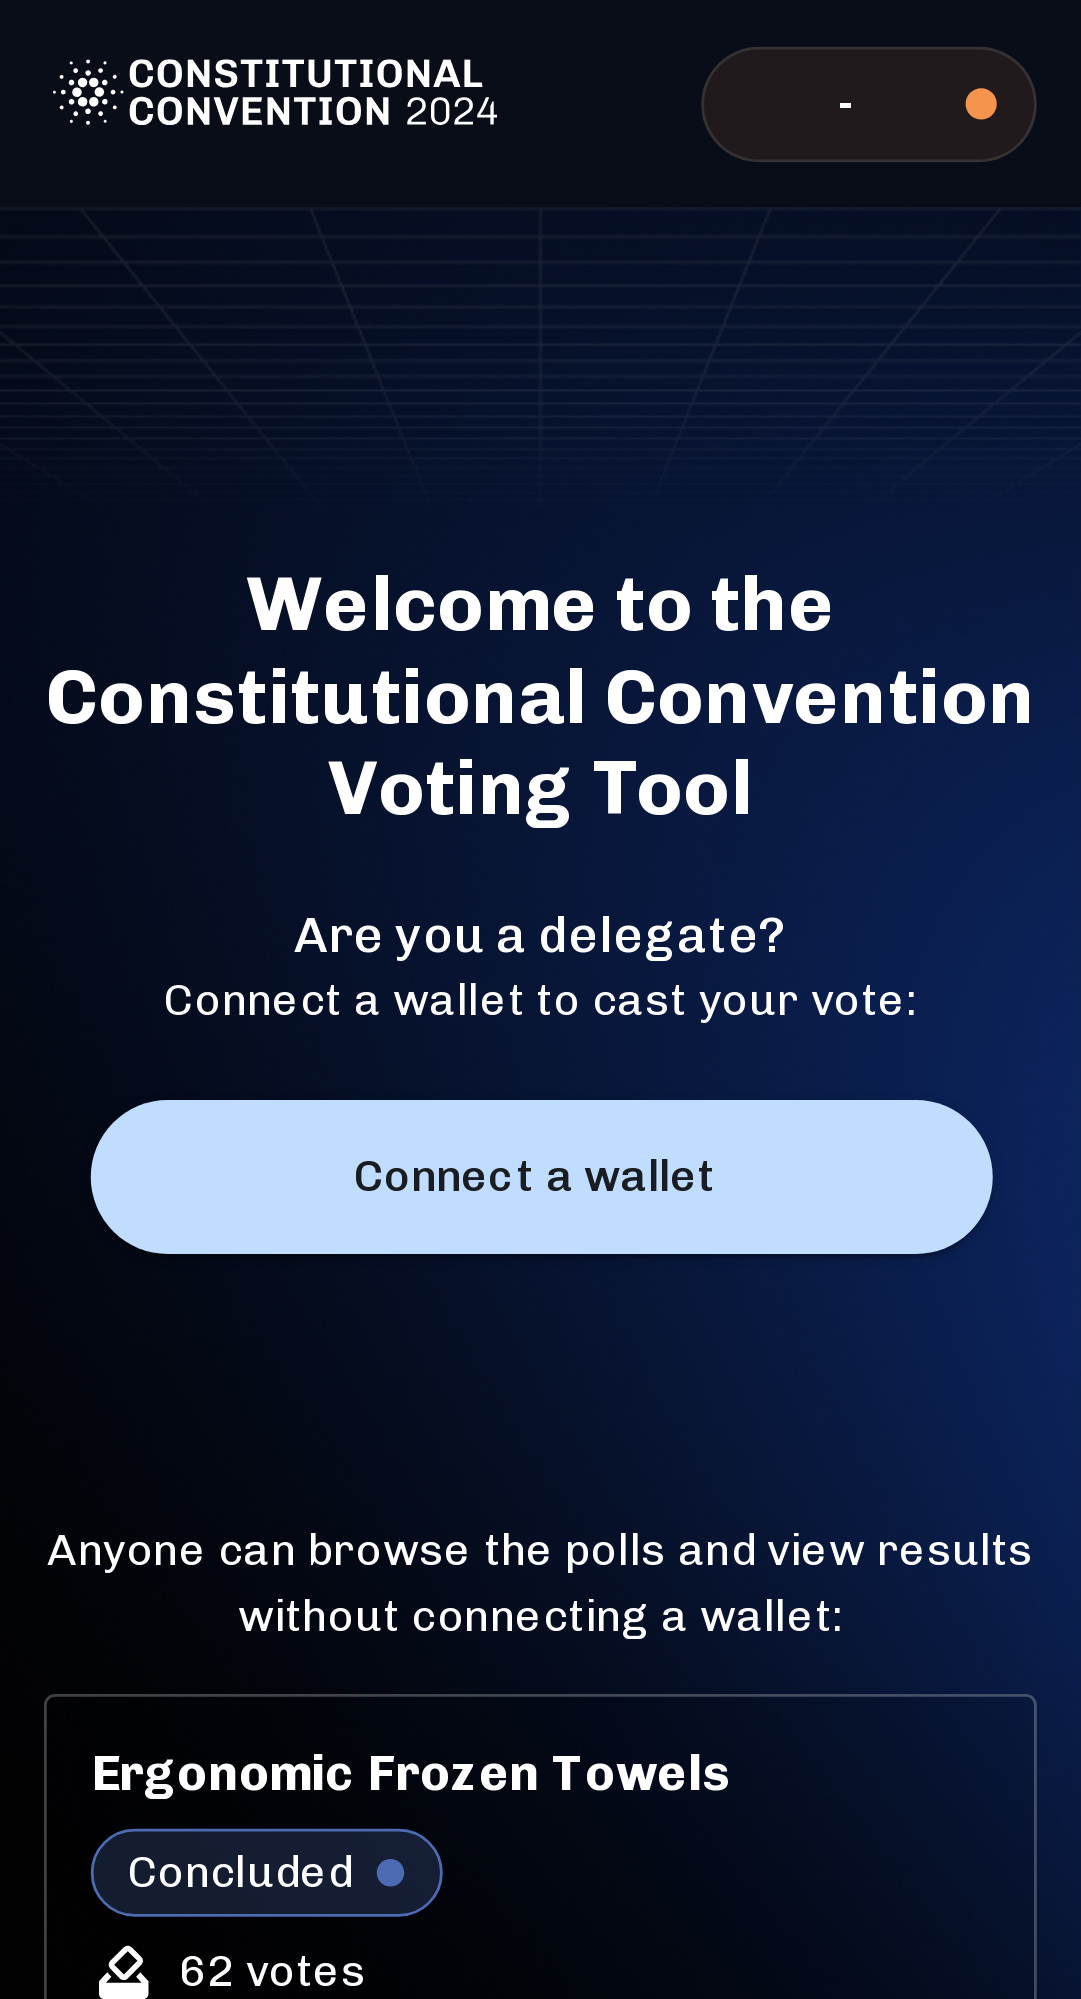 CONSTITUTIONAL
CONVENTION 2024
-
Welcome to the
Constitutional Convention
Voting Tool
Are you a delegate?
Connect a wallet to cast your vote:
Connect a wallet
Anyone can browse the polls and view results
without connecting a wallet:
Ergonomic Frozen Towels
Concluded
62 votes